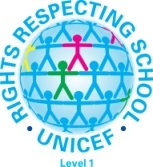 RIGHTS RESPECTING SCHOOL
• UNICEF •
Level 1